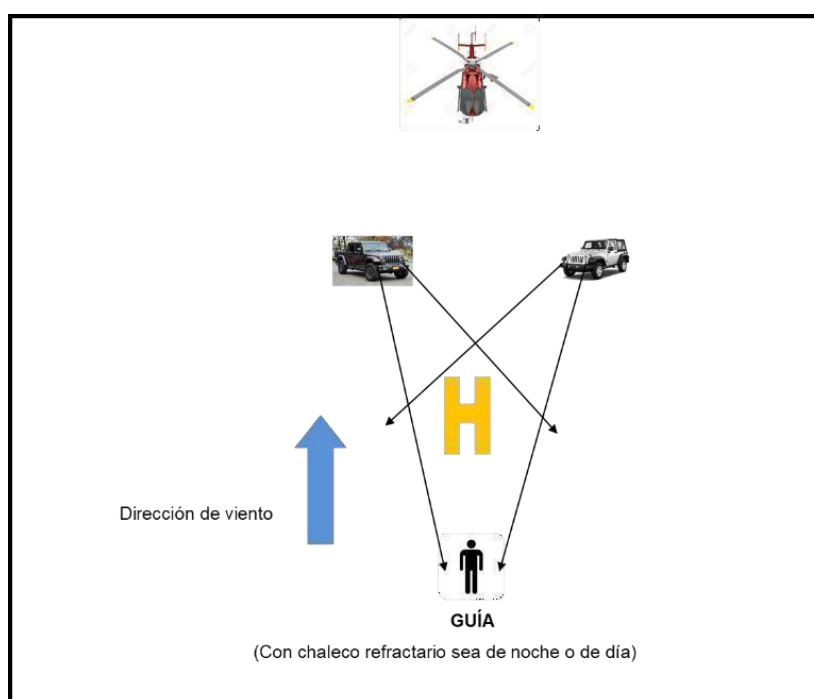 H
Dirección de viento
GUÍA
(Con chaleco refractario sea de noche o de día)